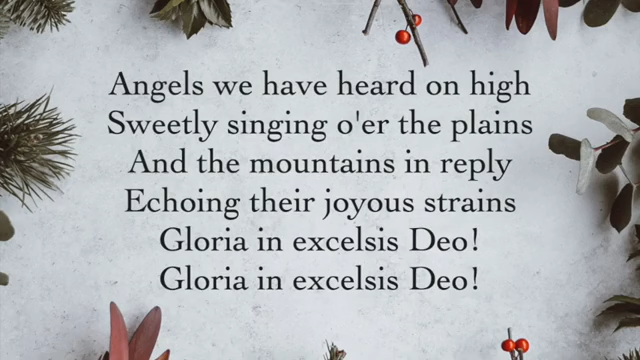 Angels we have heard on high
Sweetly singing o'er the plains
And the mountains in reply
Echoing their joyous strains
Gloria in excelsis Deo!
Gloria in excelsis Deo!